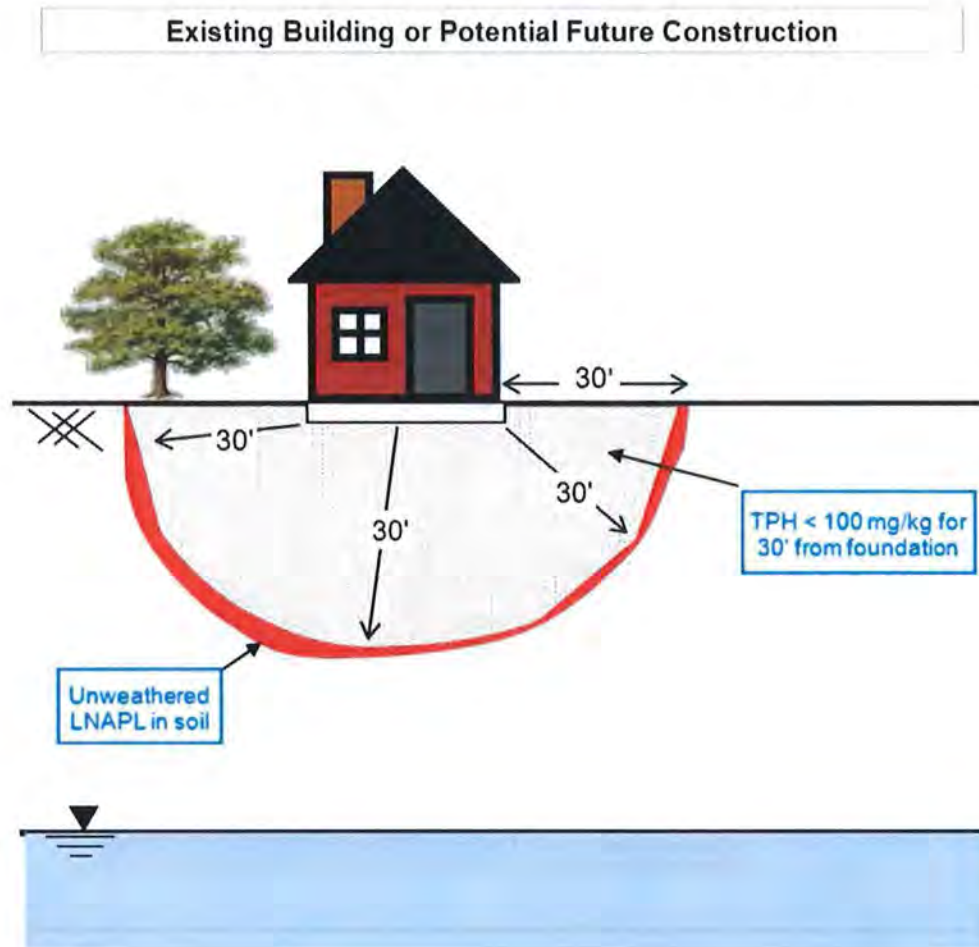 Existing Building or Potential Future Construction
30'
30'
30'
30'
TPH < 100 mg/kg for
30' from foundation
Unweathered
LNAPL in soil